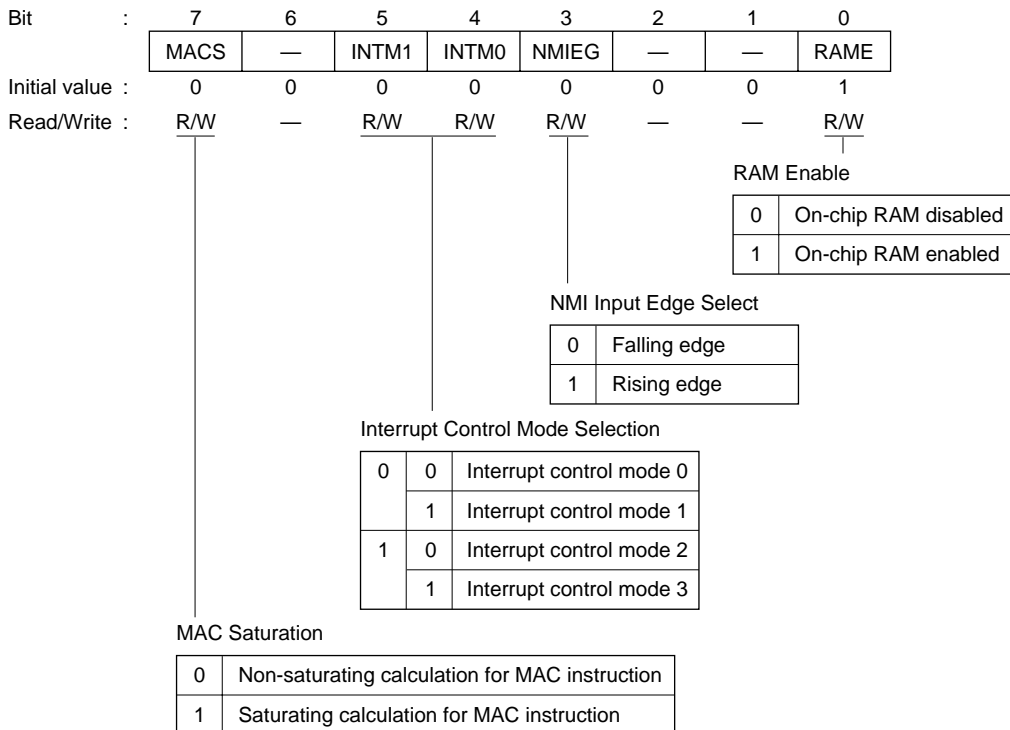 Bit : 7 6 5 4 3 2 1 0
MACS — INTM1 INTM0 NMIEG — — RAME
Initial value : 0 0 0 0 0 0 0 1
Read/Write : R/W — R/W R/W R/W — — R/W
RAM Enable
0 On-chip RAM disabled
1 On-chip RAM enabled
NMI Input Edge Select
0 Falling edge
1 Rising edge
Interrupt Control Mode Selection
0 0 Interrupt control mode 0
1 Interrupt control mode 1
1 0 Interrupt control mode 2
1 Interrupt control mode 3
MAC Saturation
0 Non-saturating calculation for MAC instruction
1 Saturating calculation for MAC instruction